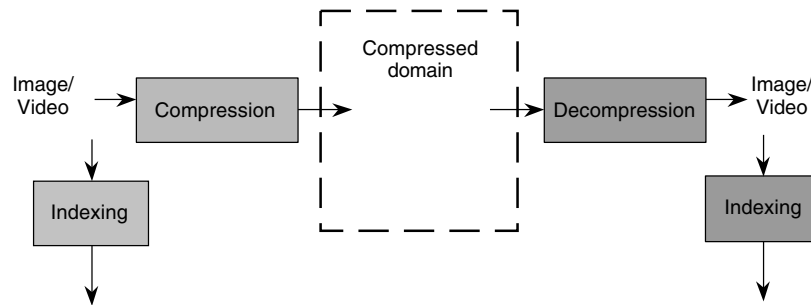 Image/
Video
Compression
Compressed
domain
Decompression
Image/
Video
Indexing
Indexing